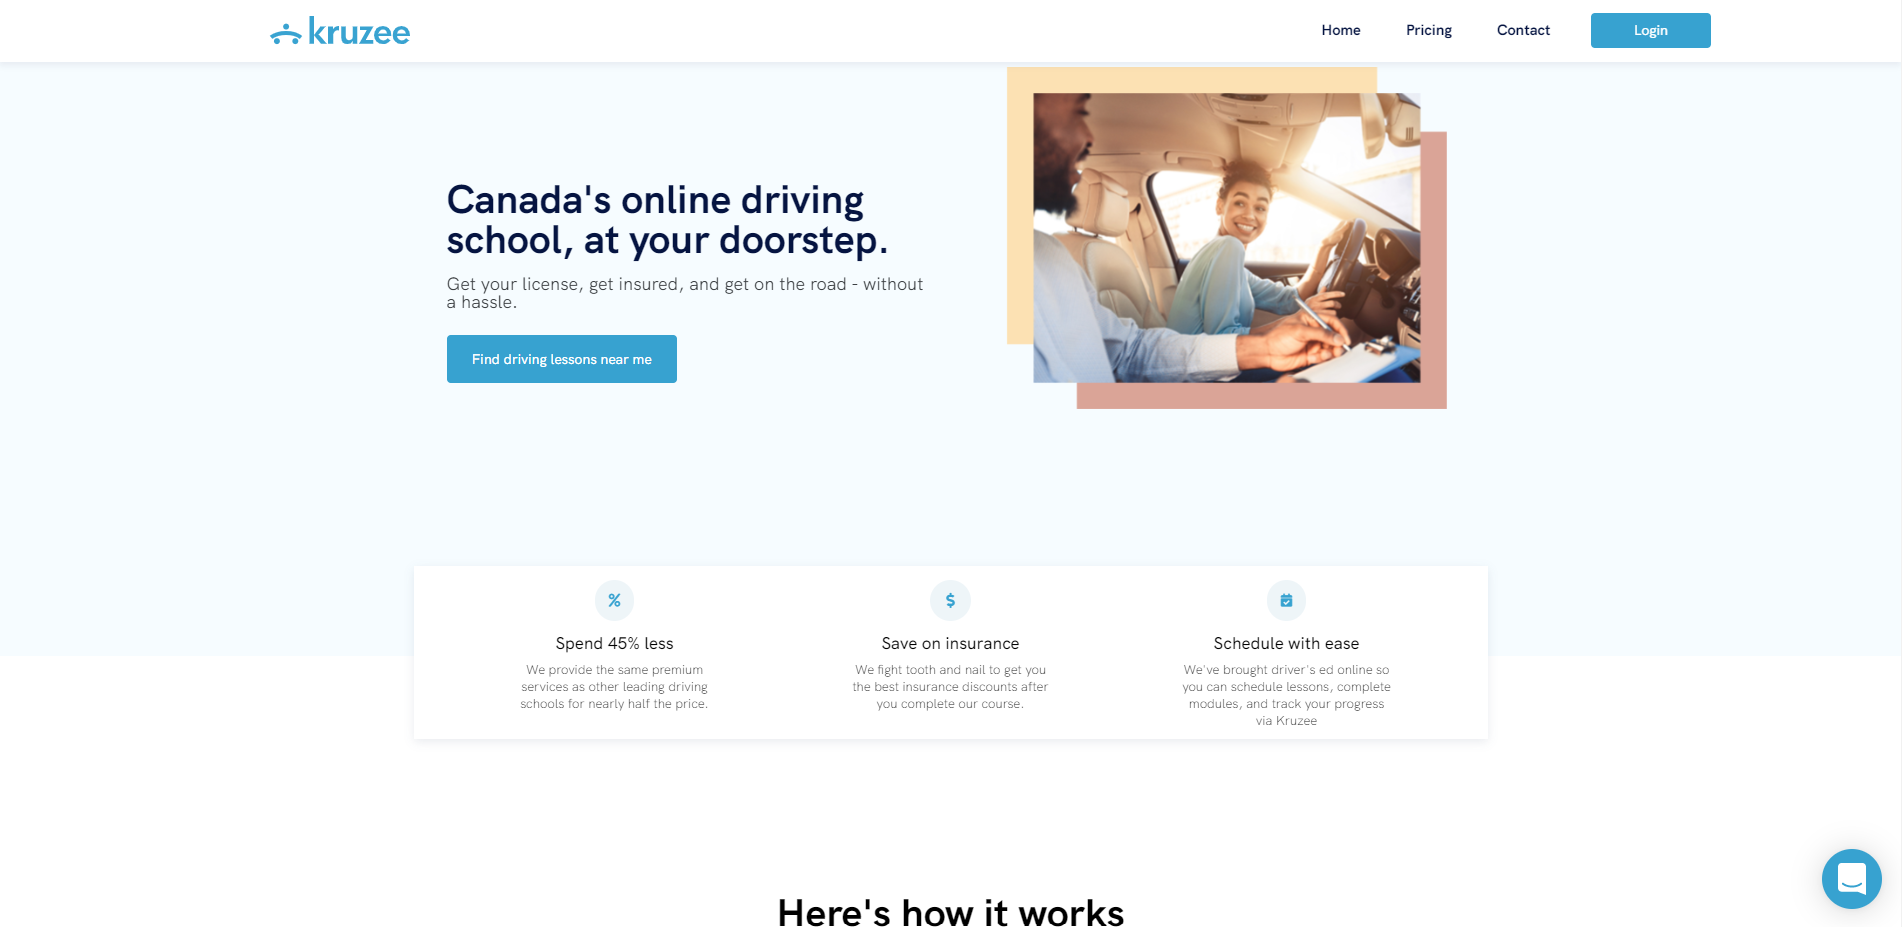 kruzee
Home
Pricing
Contact
Login
Canada's online driving
school, at your doorstep.
Get your license, get insured, and get on the road - without
a hassle.
Find driving lessons near me
%
$
Spend 45% less
We provide the same premium
services as other leading driving
schools for nearly half the price.
Save on insurance
We fight tooth and nail to get you
the best insurance discounts after
you complete our course.
Schedule with ease
We've brought driver's ed online so
you can schedule lessons, complete
modules, and track your progress
via Kruzee
Here's how it works